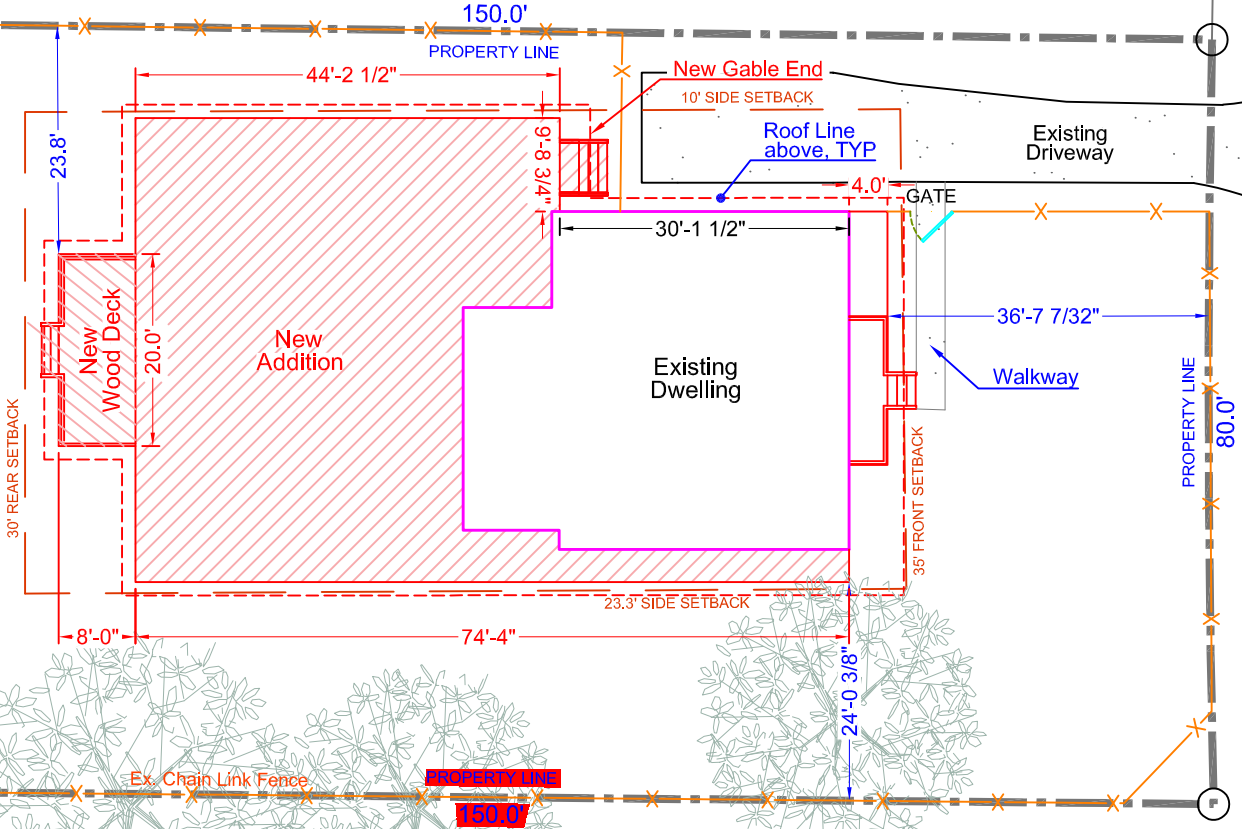 150.0'
PROPERTY LINE
44'-2 1/2"
New Gable End
10' SIDE SETBACK
Roof Line
above, TYP
Existing
Driveway
23.8'
9'-8 3/4"
4.0'
GATE
30'-1 1/2"
New
Wood Deck
20.0'
New
Addition
Existing
Dwelling
36'-7 7/32"
Walkway
PROPERTY LINE
80.0'
30' REAR SETBACK
35' FRONT SETBACK
23.3' SIDE SETBACK
8'-0"
74'-4"
24'-0 3/8"
Ex. Chain Link Fence
PROPERTY LINE
150.0'